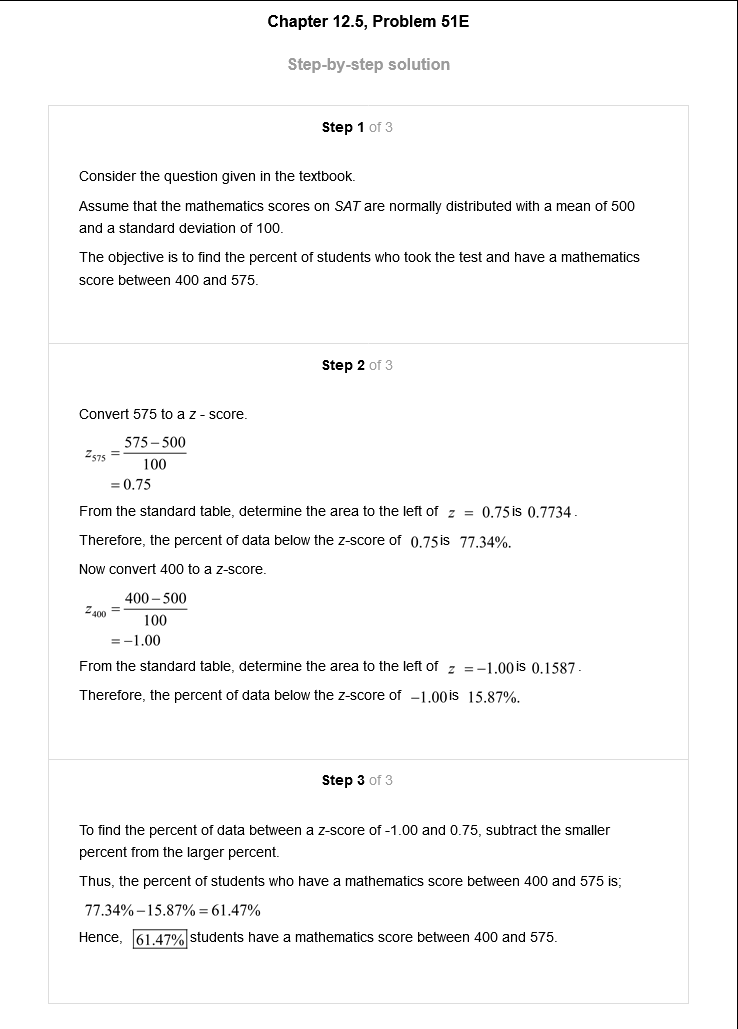 Chapter 12.5, Problem 51E
Step-by-step solution
Step 1 of 3
Consider the question given in the textbook.
Assume that the mathematics scores on SAT are normally distributed with a mean of 500
and a standard deviation of 100.
The objective is to find the percent of students who took the test and have a mathematics
score between 400 and 575.
Step 2 of 3
Convert 575 to a z - score.
z₅₇₅ = (575 – 500)/100
= 0.75
From the standard table, determine the area to the left of z = 0.75 is 0.7734.
Therefore, the percent of data below the z-score of 0.75 is 77.34%.
Now convert 400 to a z-score.
z₄₀₀ = (400 – 500)/100
= –1.00
From the standard table, determine the area to the left of z = –1.00 is 0.1587.
Therefore, the percent of data below the z-score of –1.00 is 15.87%.
Step 3 of 3
To find the percent of data between a z-score of -1.00 and 0.75, subtract the smaller
percent from the larger percent.
Thus, the percent of students who have a mathematics score between 400 and 575 is;
77.34% – 15.87% = 61.47%
Hence, 61.47% students have a mathematics score between 400 and 575.